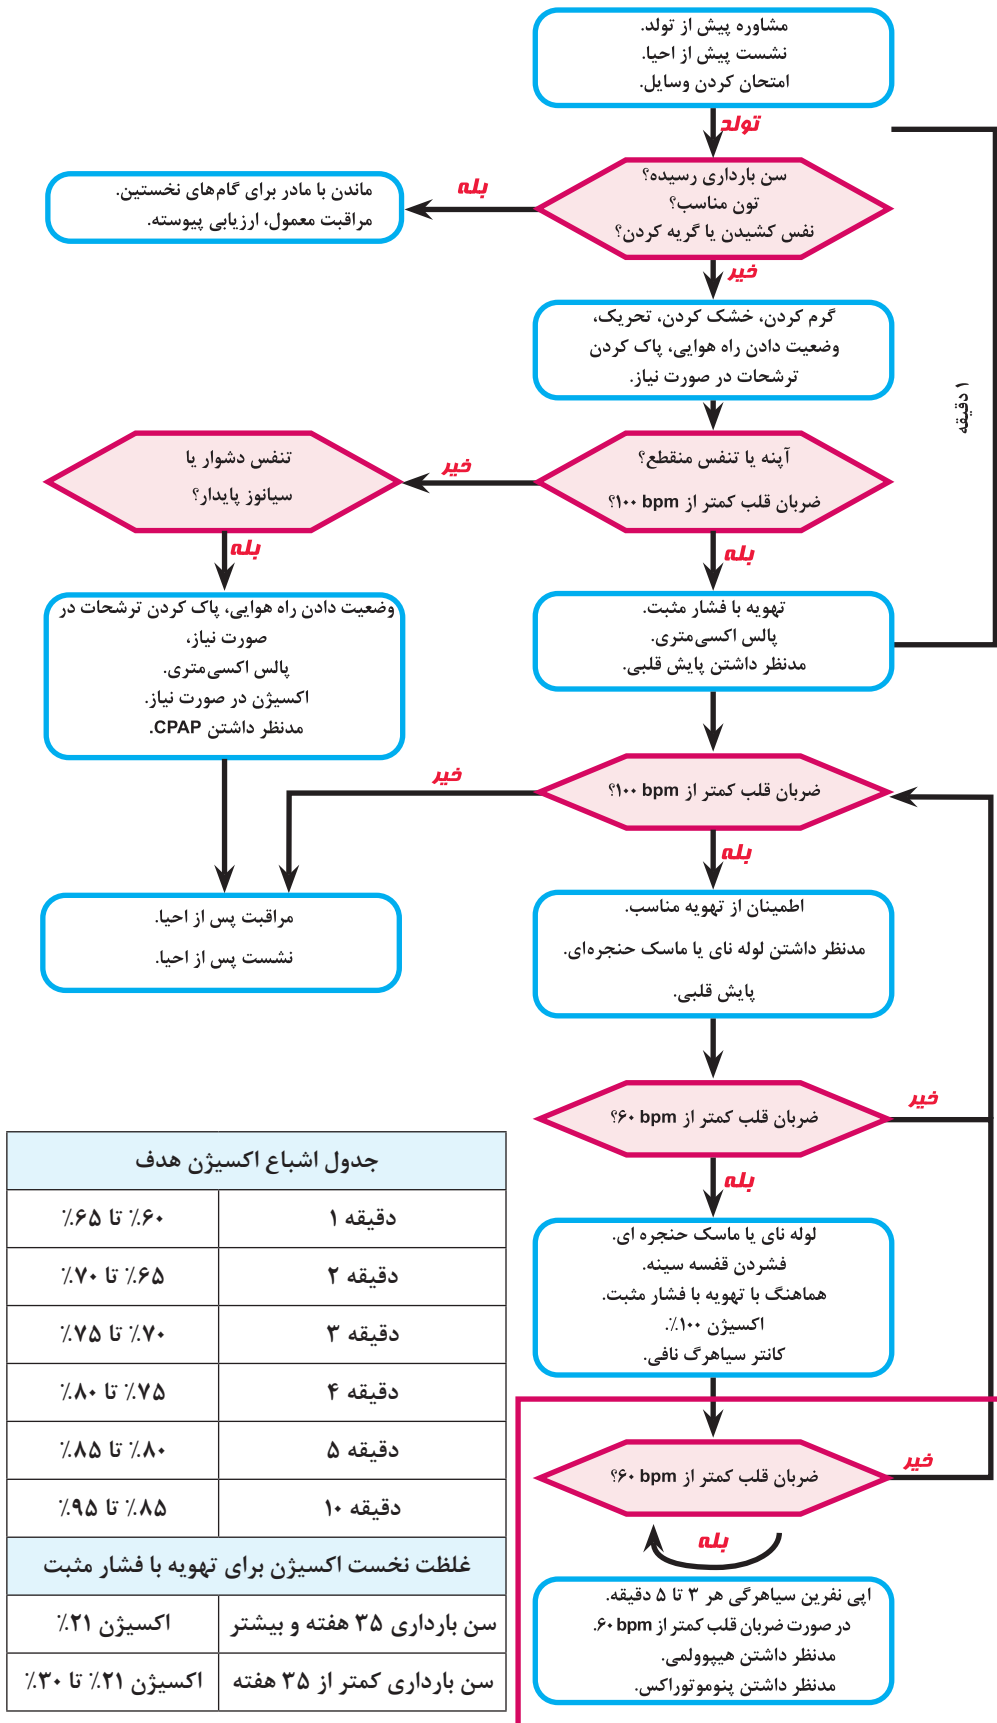 مشاوره پیش از تولد.
نشست پیش از احیا.
امتحان کردن وسایل.
تولد
سن بارداری رسیده؟
تون مناسب؟
نفس کشیدن یا گریه کردن؟
بله
ماندن با مادر برای گام‌های نخستین.
مراقبت معمول، ارزیابی پیوسته.
خیر
گرم کردن، خشک کردن، تحریک،
وضعیت دادن راه هوایی، پاک کردن
ترشحات در صورت نیاز.
۱ دقیقه
آپنه یا تنفس منقطع؟
ضربان قلب کمتر از ۱۰۰ bpm؟
خیر
تنفس دشوار یا
سیانوز پایدار؟
بله
بله
تهویه با فشار مثبت.
پالس اکسی‌متری.
مدنظر داشتن پایش قلبی.
وضعیت دادن راه هوایی، پاک کردن ترشحات در
صورت نیاز،
پالس اکسی‌متری.
اکسیژن در صورت نیاز.
مدنظر داشتن CPAP.
ضربان قلب کمتر از ۱۰۰ bpm؟
خیر
بله
اطمینان از تهویه مناسب.
مدنظر داشتن لوله نای یا ماسک حنجره‌ای.
پایش قلبی.
مراقبت پس از احیا.
نشست پس از احیا.
ضربان قلب کمتر از ۶۰ bpm؟
خیر
بله
لوله نای یا ماسک حنجره ای.
فشردن قفسه سینه.
هماهنگ با تهویه با فشار مثبت.
اکسیژن ۱۰۰٪.
کانتر سیاهرگ نافی.
ضربان قلب کمتر از ۶۰ bpm؟
خیر
بله
اپی نفرین سیاهرگی هر ۳ تا ۵ دقیقه.
در صورت ضربان قلب کمتر از ۶۰ bpm.
مدنظر داشتن هیپوولمی.
مدنظر داشتن پنوموتوراکس.
جدول اشباع اکسیژن هدف
دقیقه ۱ ۶۰٪ تا ۶۵٪
دقیقه ۲ ۶۵٪ تا ۷۰٪
دقیقه ۳ ۷۰٪ تا ۷۵٪
دقیقه ۴ ۷۵٪ تا ۸۰٪
دقیقه ۵ ۸۰٪ تا ۸۵٪
دقیقه ۱۰ ۸۵٪ تا ۹۵٪
غلظت نخست اکسیژن برای تهویه با فشار مثبت
سن بارداری ۳۵ هفته و بیشتر اکسیژن ۲۱٪
سن بارداری کمتر از ۳۵ هفته اکسیژن ۲۱٪ تا ۳۰٪